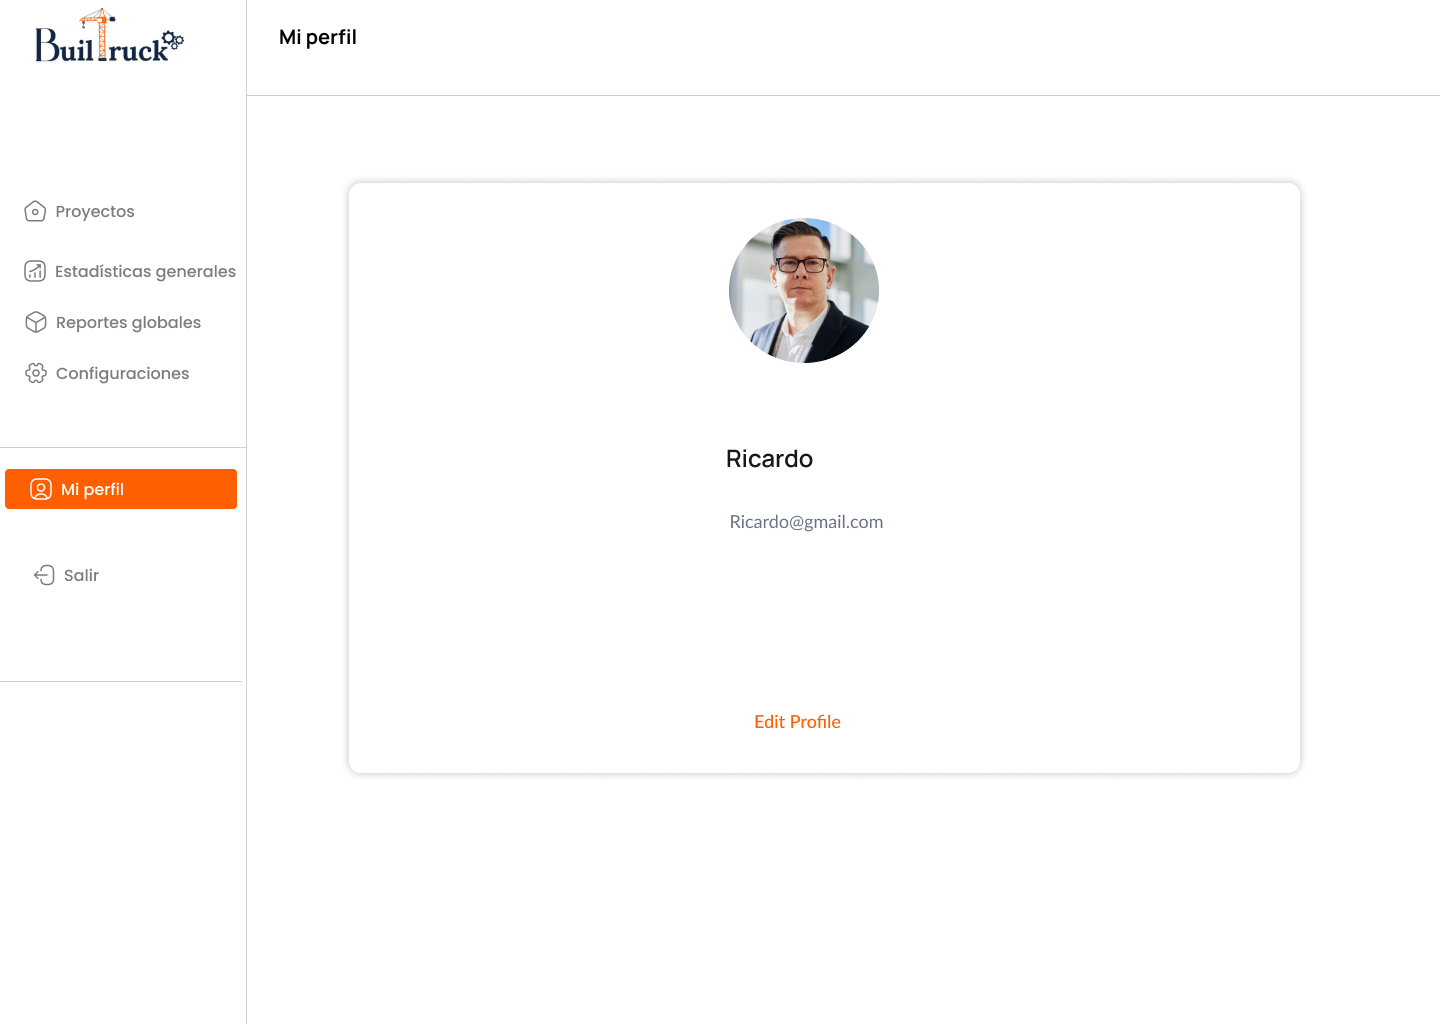 BuilTruck
Mi perfil
Proyectos
Estadísticas generales
Reportes globales
Configuraciones
Mi perfil
Salir
Ricardo
Ricardo@gmail.com
Edit Profile